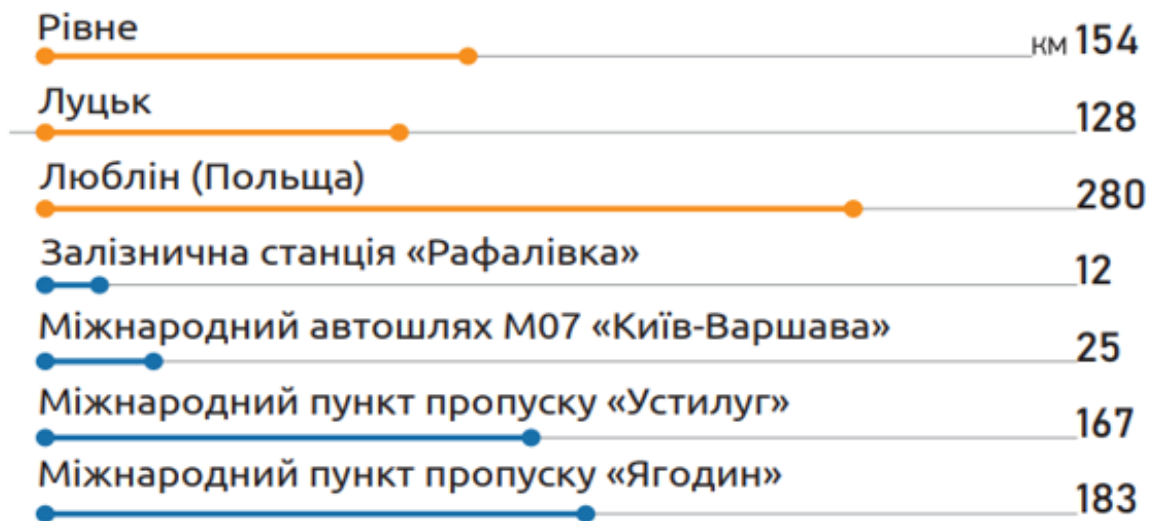 Рівне
км 154
Луцьк
128
Люблін (Польща)
280
Залізнична станція «Рафалівка»
12
Міжнародний автошлях М07 «Київ-Варшава»
25
Міжнародний пункт пропуску «Устилуг»
167
Міжнародний пункт пропуску «Ягодин»
183